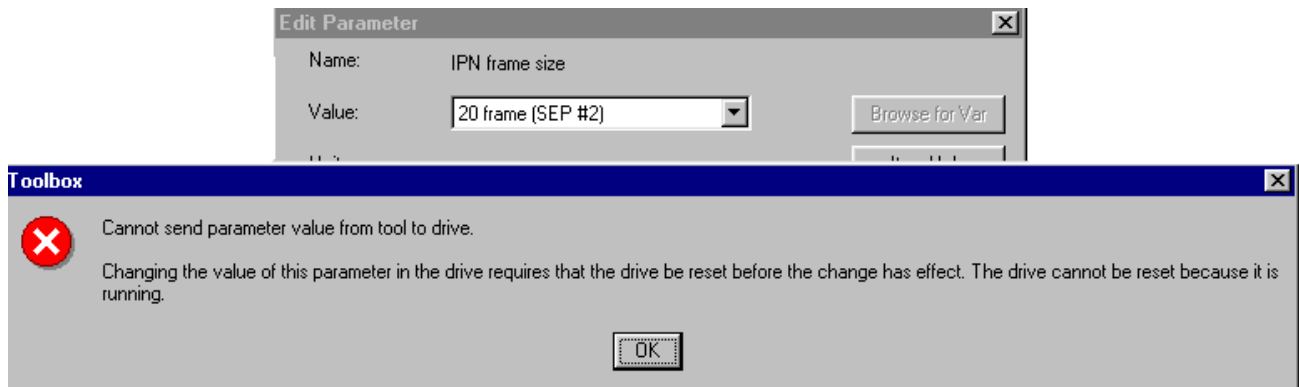 Edit Parameter
Name: IPN frame size
Value: 20 frame (SEP #2) Browse for Var
Toolbox
Cannot send parameter value from tool to drive.
Changing the value of this parameter in the drive requires that the drive be reset before the change has effect. The drive cannot be reset because it is
running.
OK